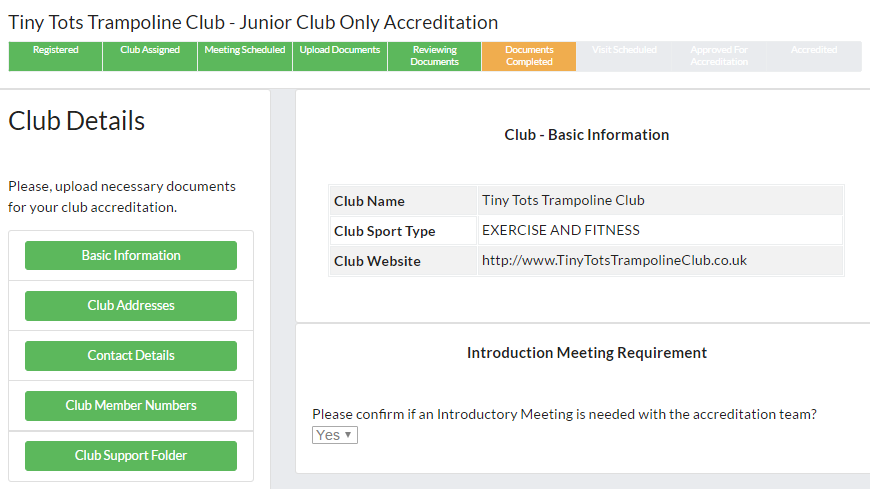 Tiny Tots Trampoline Club - Junior Club Only Accreditation
Registered
Club Assigned
Meeting Scheduled
Upload Documents
Reviewing
Documents
Documents
Completed
Visit Scheduled
Approved For
Accreditation
Accredited
Club Details
Please, upload necessary documents
for your club accreditation.
Basic Information
Club Addresses
Contact Details
Club Member Numbers
Club Support Folder
Club - Basic Information
Club Name Tiny Tots Trampoline Club
Club Sport Type EXERCISE AND FITNESS
Club Website http://www.TinyTotsTrampolineClub.co.uk
Introduction Meeting Requirement
Please confirm if an Introductory Meeting is needed with the accreditation team?
Yes